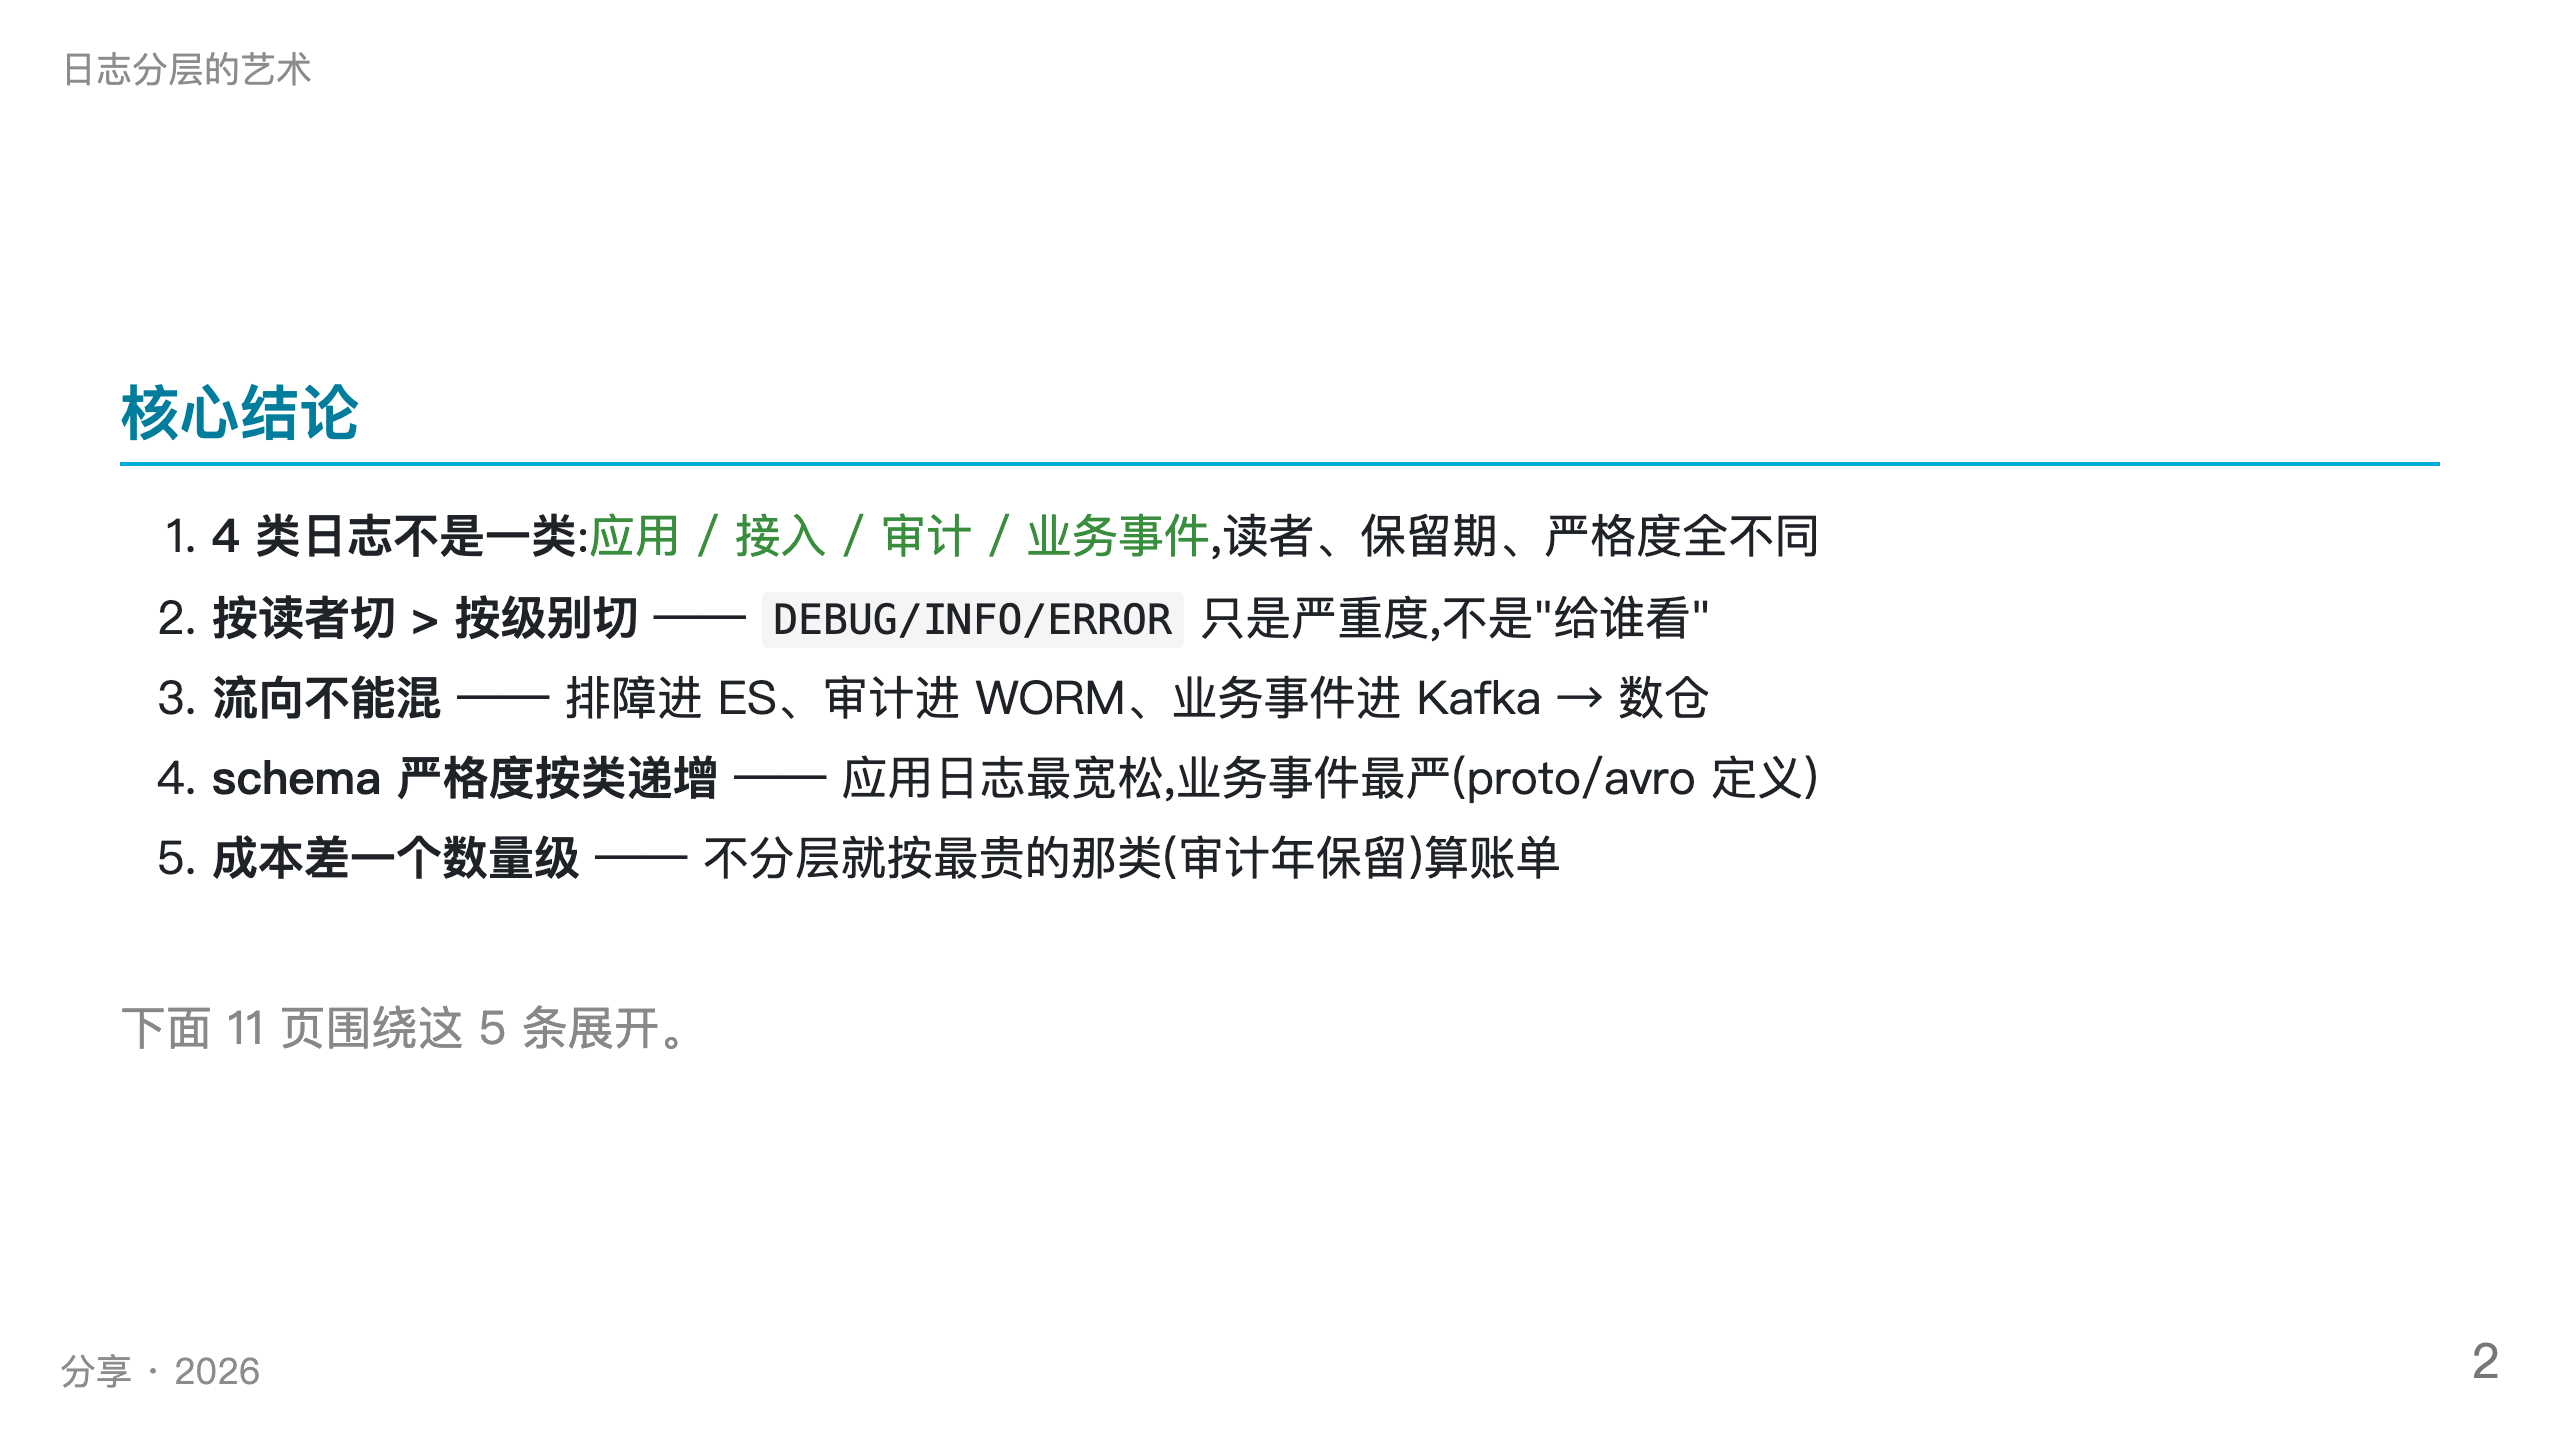 日志分层的艺术
核心结论
1. 4 类日志不是一类:应用 / 接入 / 审计 / 业务事件,读者、保留期、严格度全不同
2. 按读者切 > 按级别切 —— DEBUG/INFO/ERROR 只是严重度,不是"给谁看"
3. 流向不能混 —— 排障进 ES、审计进 WORM、业务事件进 Kafka → 数仓
4. schema 严格度按类递增 —— 应用日志最宽松,业务事件最严(proto/avro 定义)
5. 成本差一个数量级 —— 不分层就按最贵的那类(审计年保留)算账单
下面 11 页围绕这 5 条展开。
分享 · 2026
2